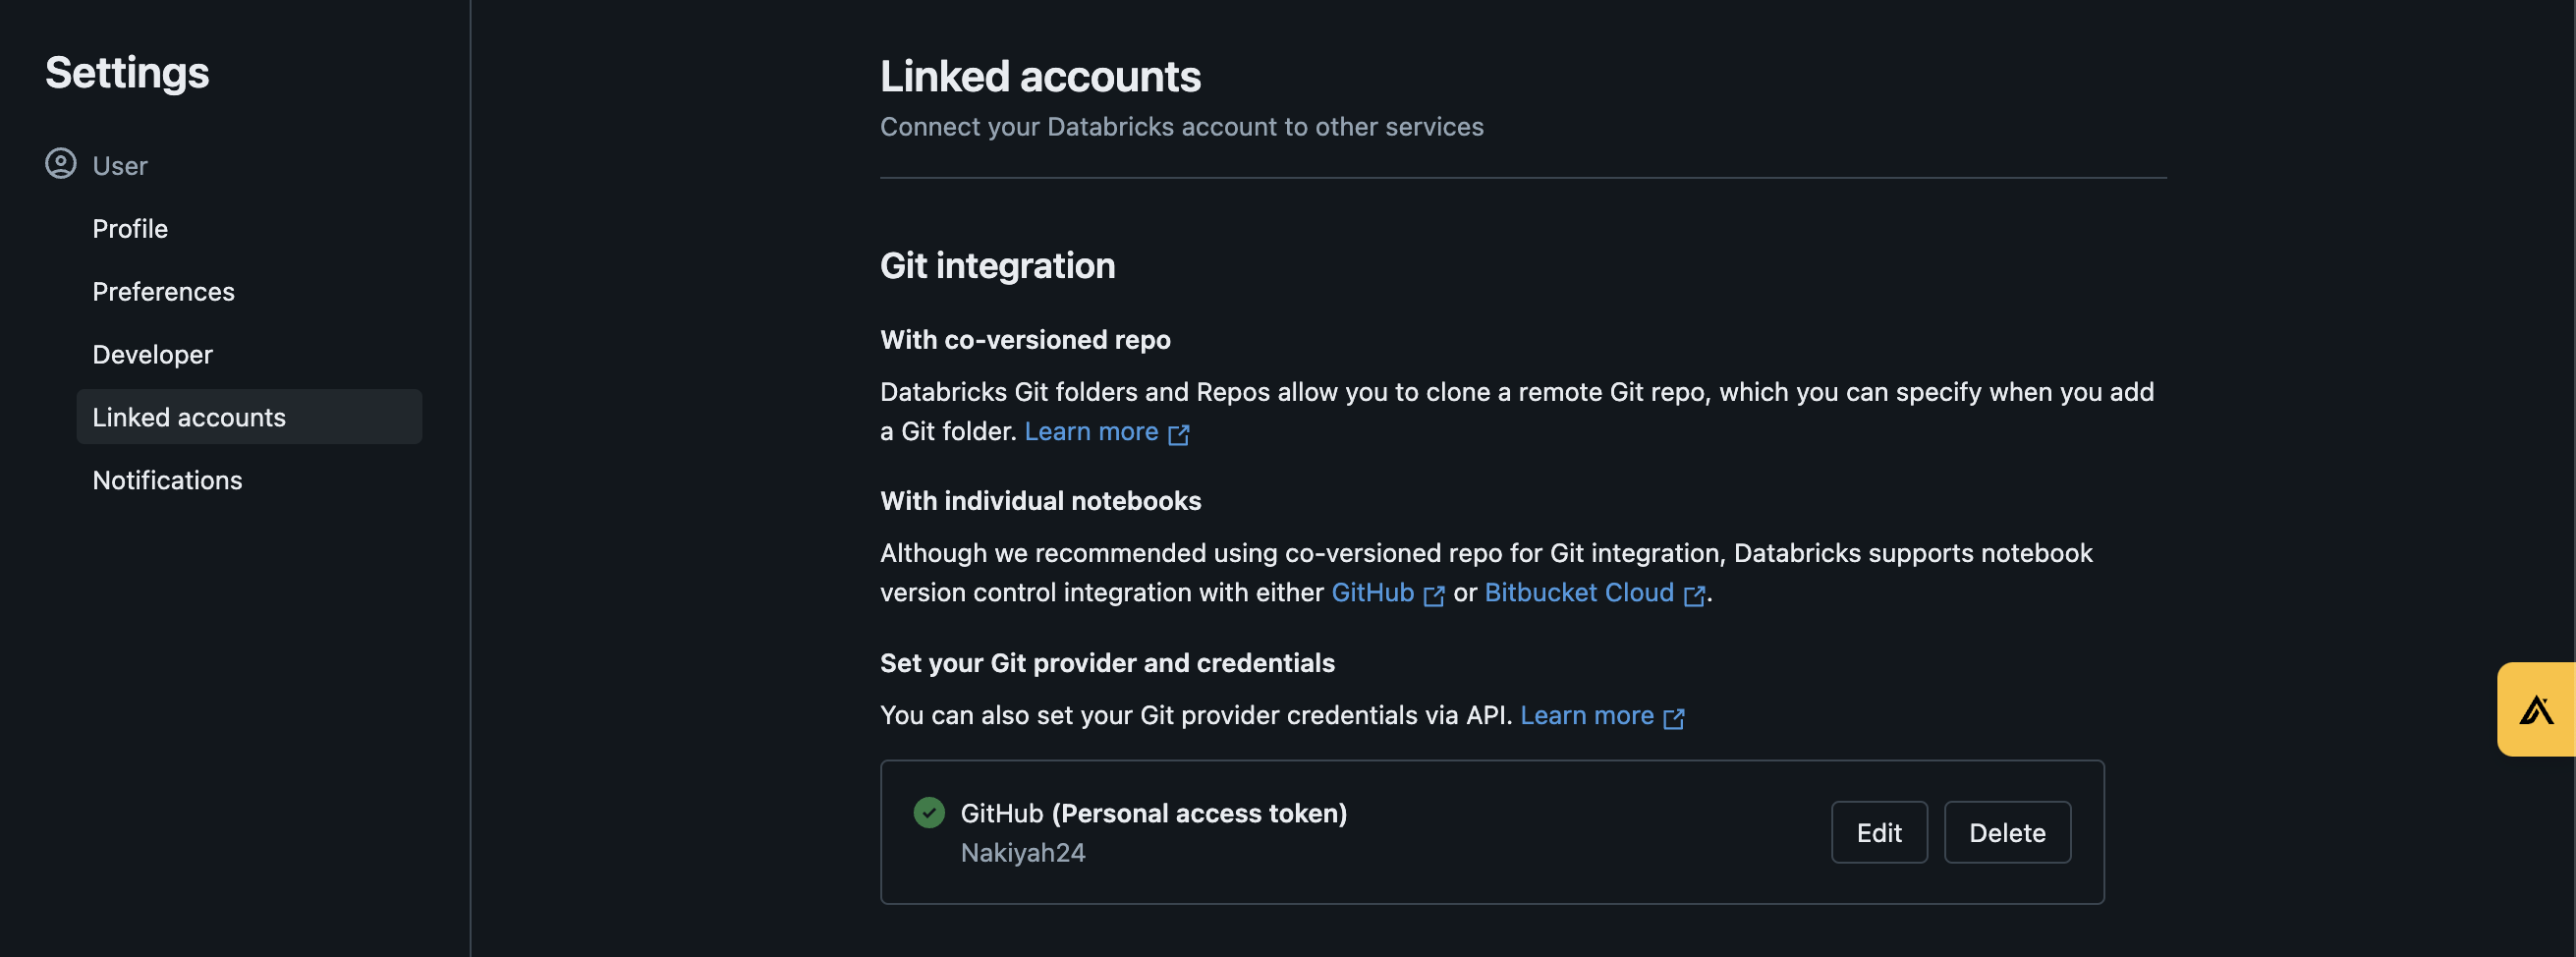 Settings
User
Profile
Preferences
Developer
Linked accounts
Notifications
Linked accounts
Connect your Databricks account to other services
Git integration
With co-versioned repo
Databricks Git folders and Repos allow you to clone a remote Git repo, which you can specify when you add
a Git folder. Learn more
With individual notebooks
Although we recommended using co-versioned repo for Git integration, Databricks supports notebook
version control integration with either GitHub or Bitbucket Cloud.
Set your Git provider and credentials
You can also set your Git provider credentials via API. Learn more
GitHub (Personal access token)
Nakiyah24
Edit
Delete